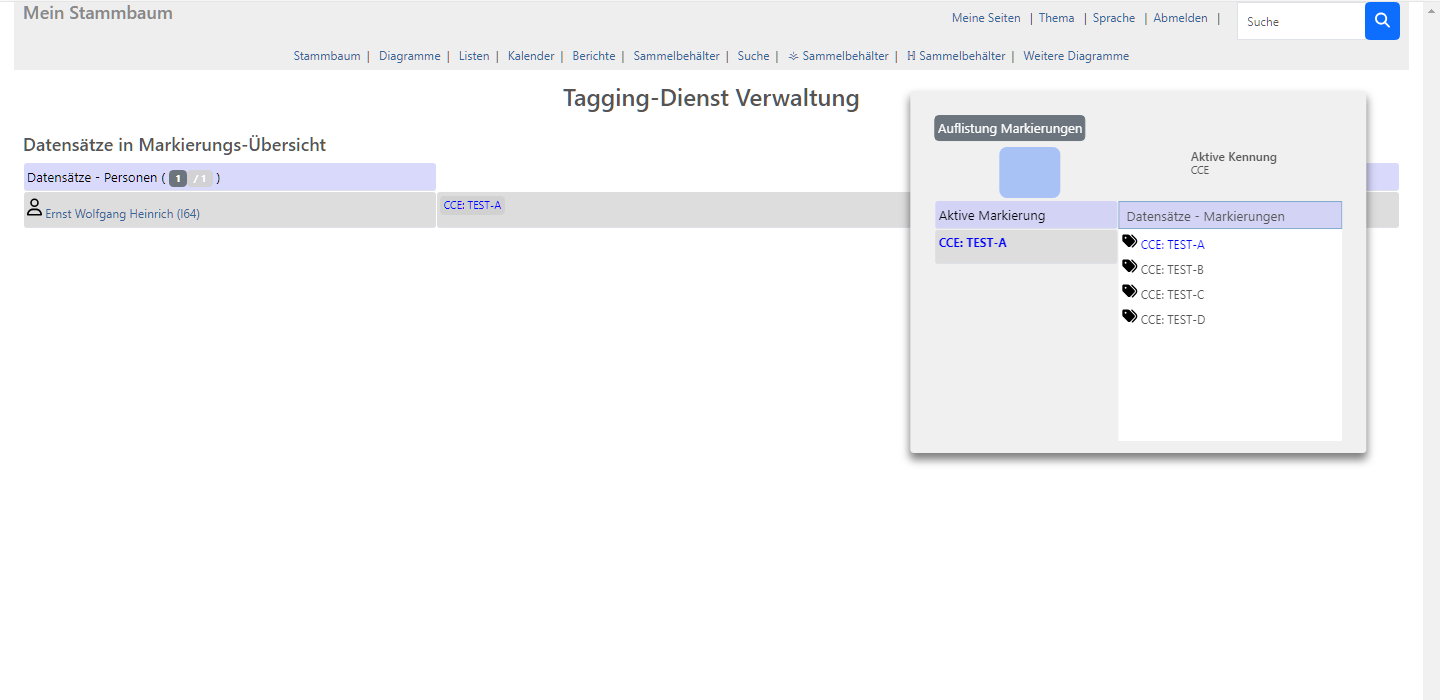 Mein Stammbaum
Meine Seiten | Thema | Sprache | Abmelden |
Suche
Stammbaum | Diagramme | Listen | Kalender | Berichte | Sammelbehälter | Suche | Sammelbehälter | H Sammelbehälter | Weitere Diagramme
Tagging-Dienst Verwaltung
Datensätze in Markierungs-Übersicht
Datensätze - Personen ( 1 / 1 )
Ernst Wolfgang Heinrich (I64)
CCE: TEST-A
Auflistung Markierungen
Aktive Kennung
CCE
Aktive Markierung
Datensätze - Markierungen
CCE: TEST-A
CCE: TEST-A
CCE: TEST-B
CCE: TEST-C
CCE: TEST-D